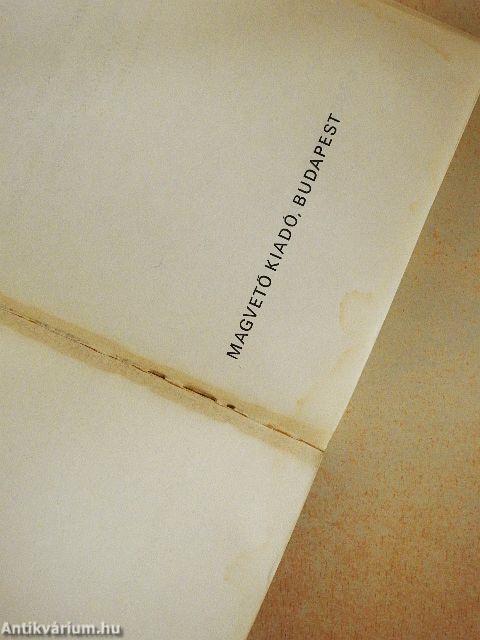 MAGVETŐ KIADÓ, BUDAPEST
Antikvárium.hu